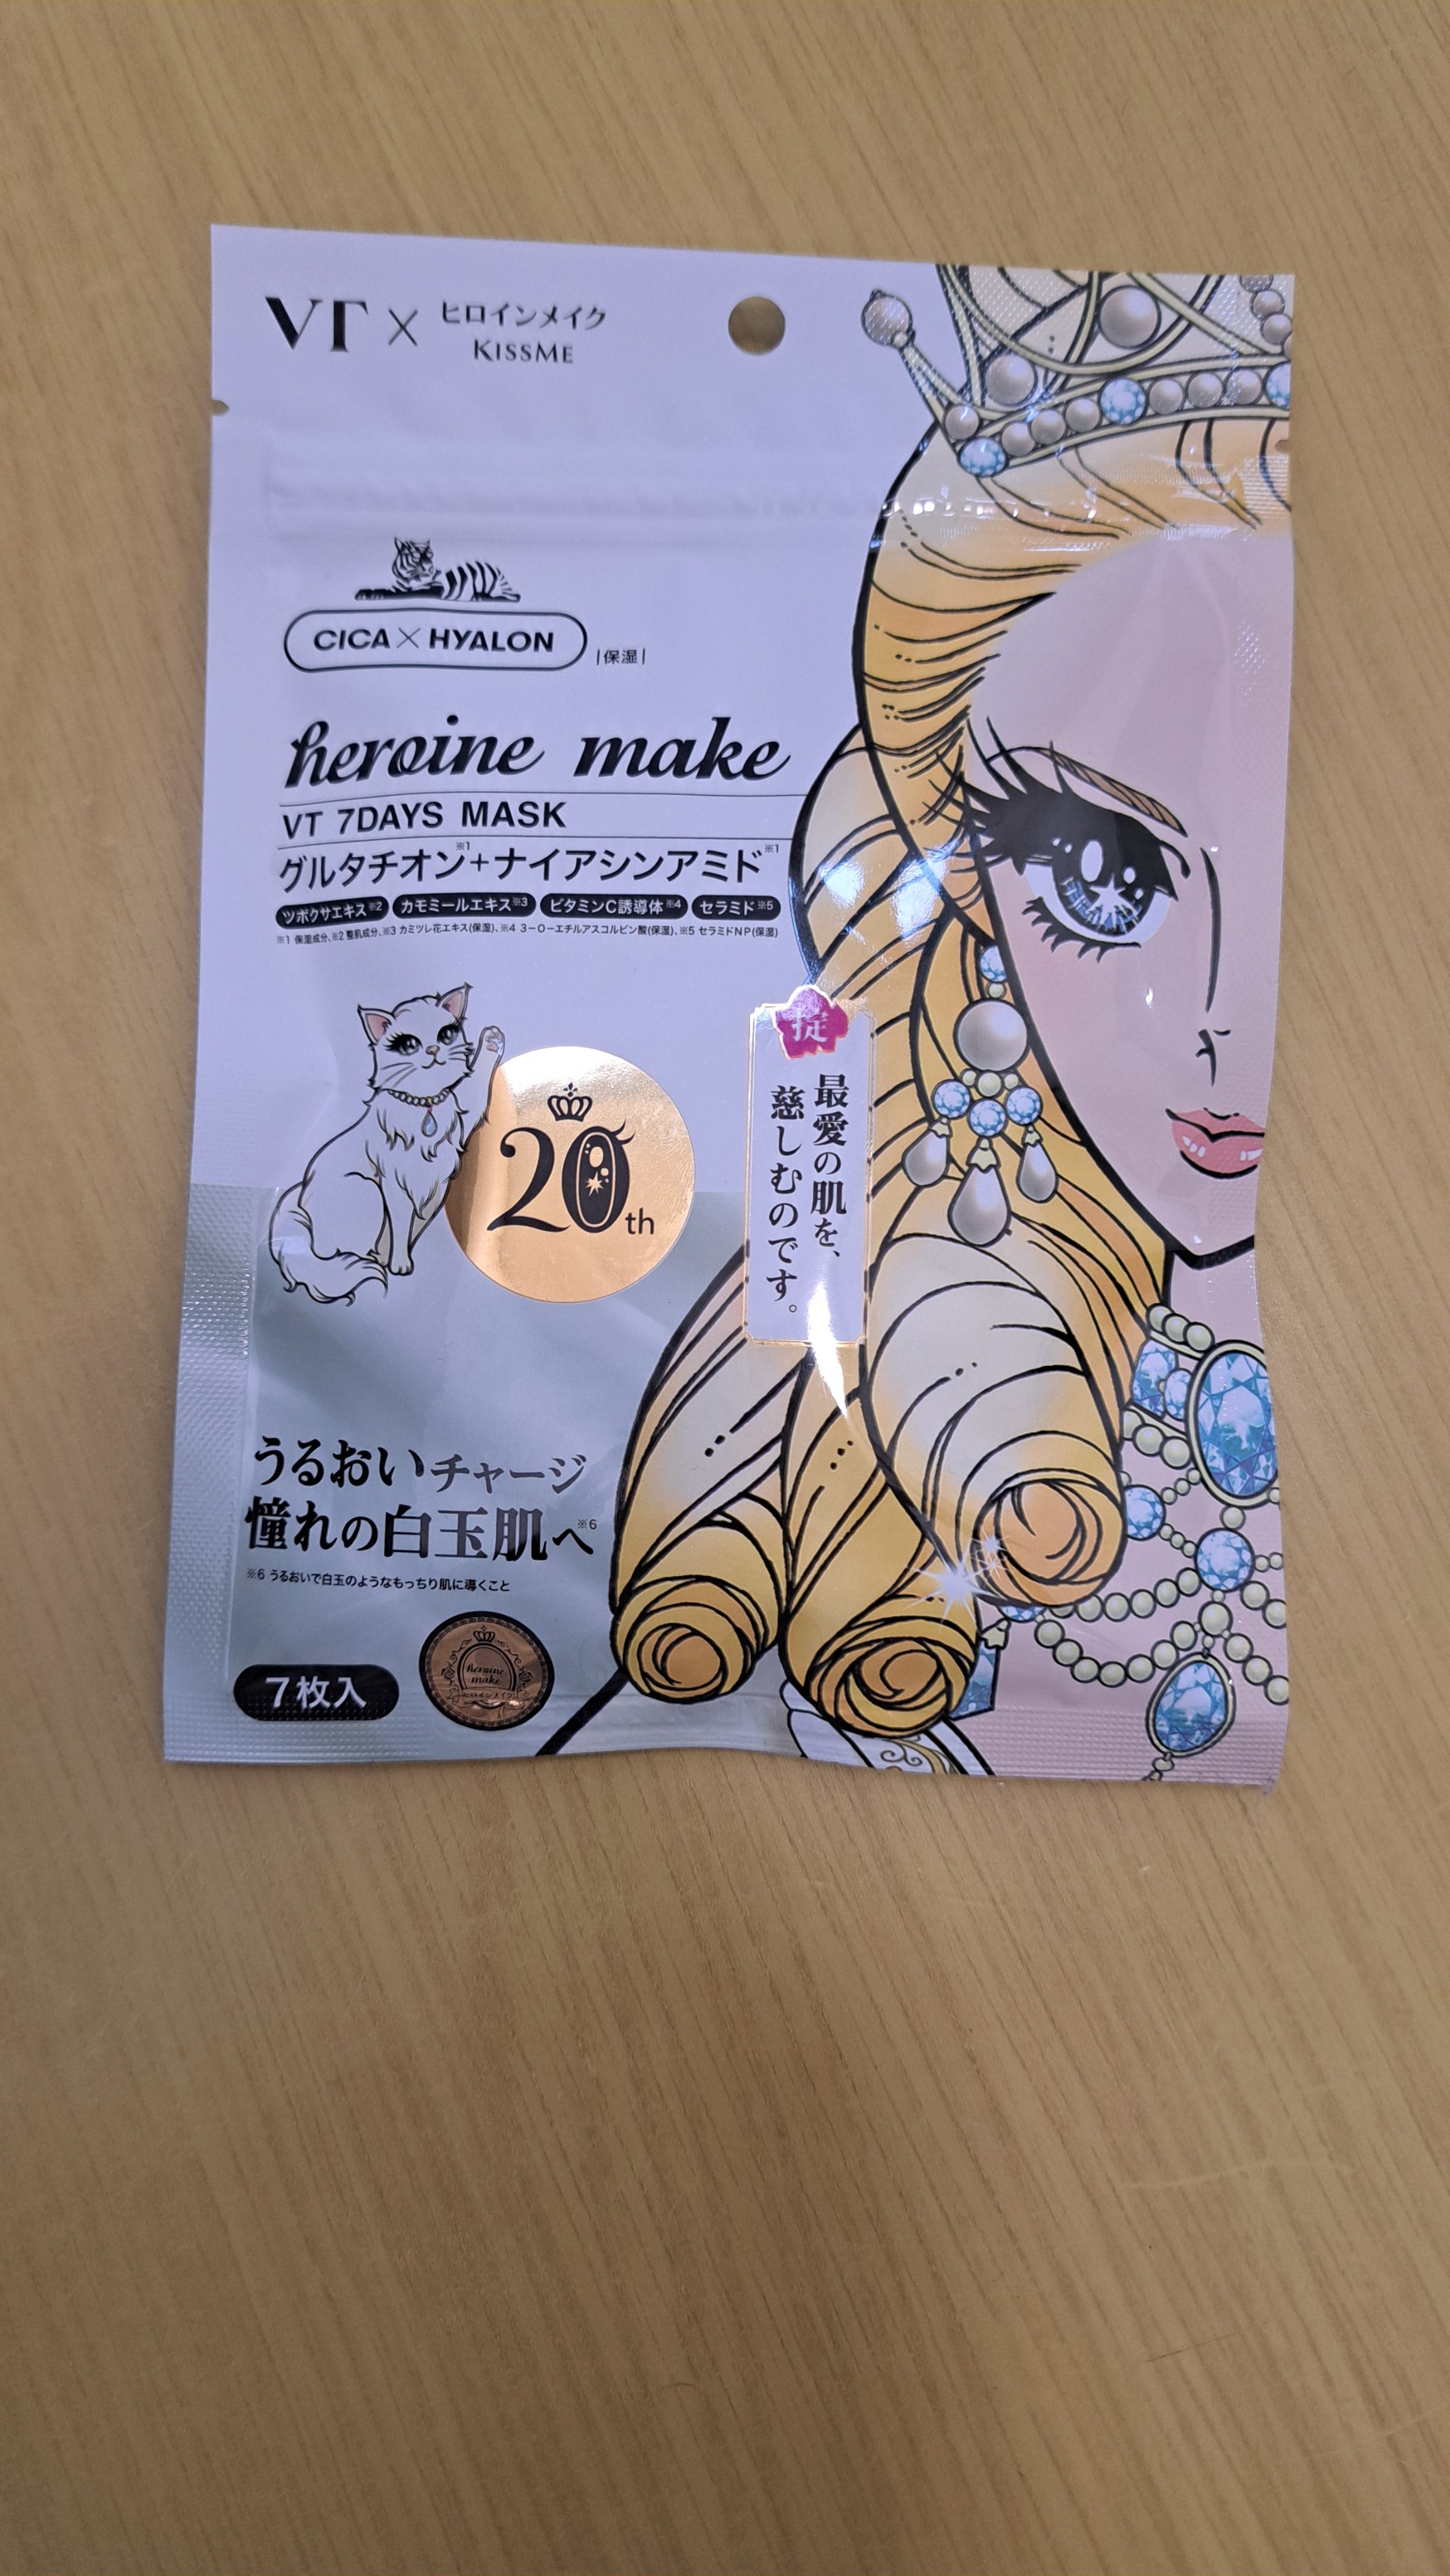 VT × ヒロインメイク
KISSME
CICA×HYALON |保湿|
heroine make
VT 7DAYS MASK
グルタチオン※1+ナイアシンアミド※1
ツボクサエキス※2 カモミールエキス※3 ビタミンC誘導体※4 セラミド※5
※1 保湿成分、※2 整肌成分、※3 カミツレ花エキス(保湿)、※4 3-O-エチルアスコルビン酸(保湿)、※5 セラミドNP(保湿)
20th
掟
最愛の肌を、
慈しむのです。
うるおいチャージ
憧れの白玉肌へ※6
※6 うるおいで白玉のようなもっちり肌に導くこと
7枚入
heroine
make
ヒロインメイク